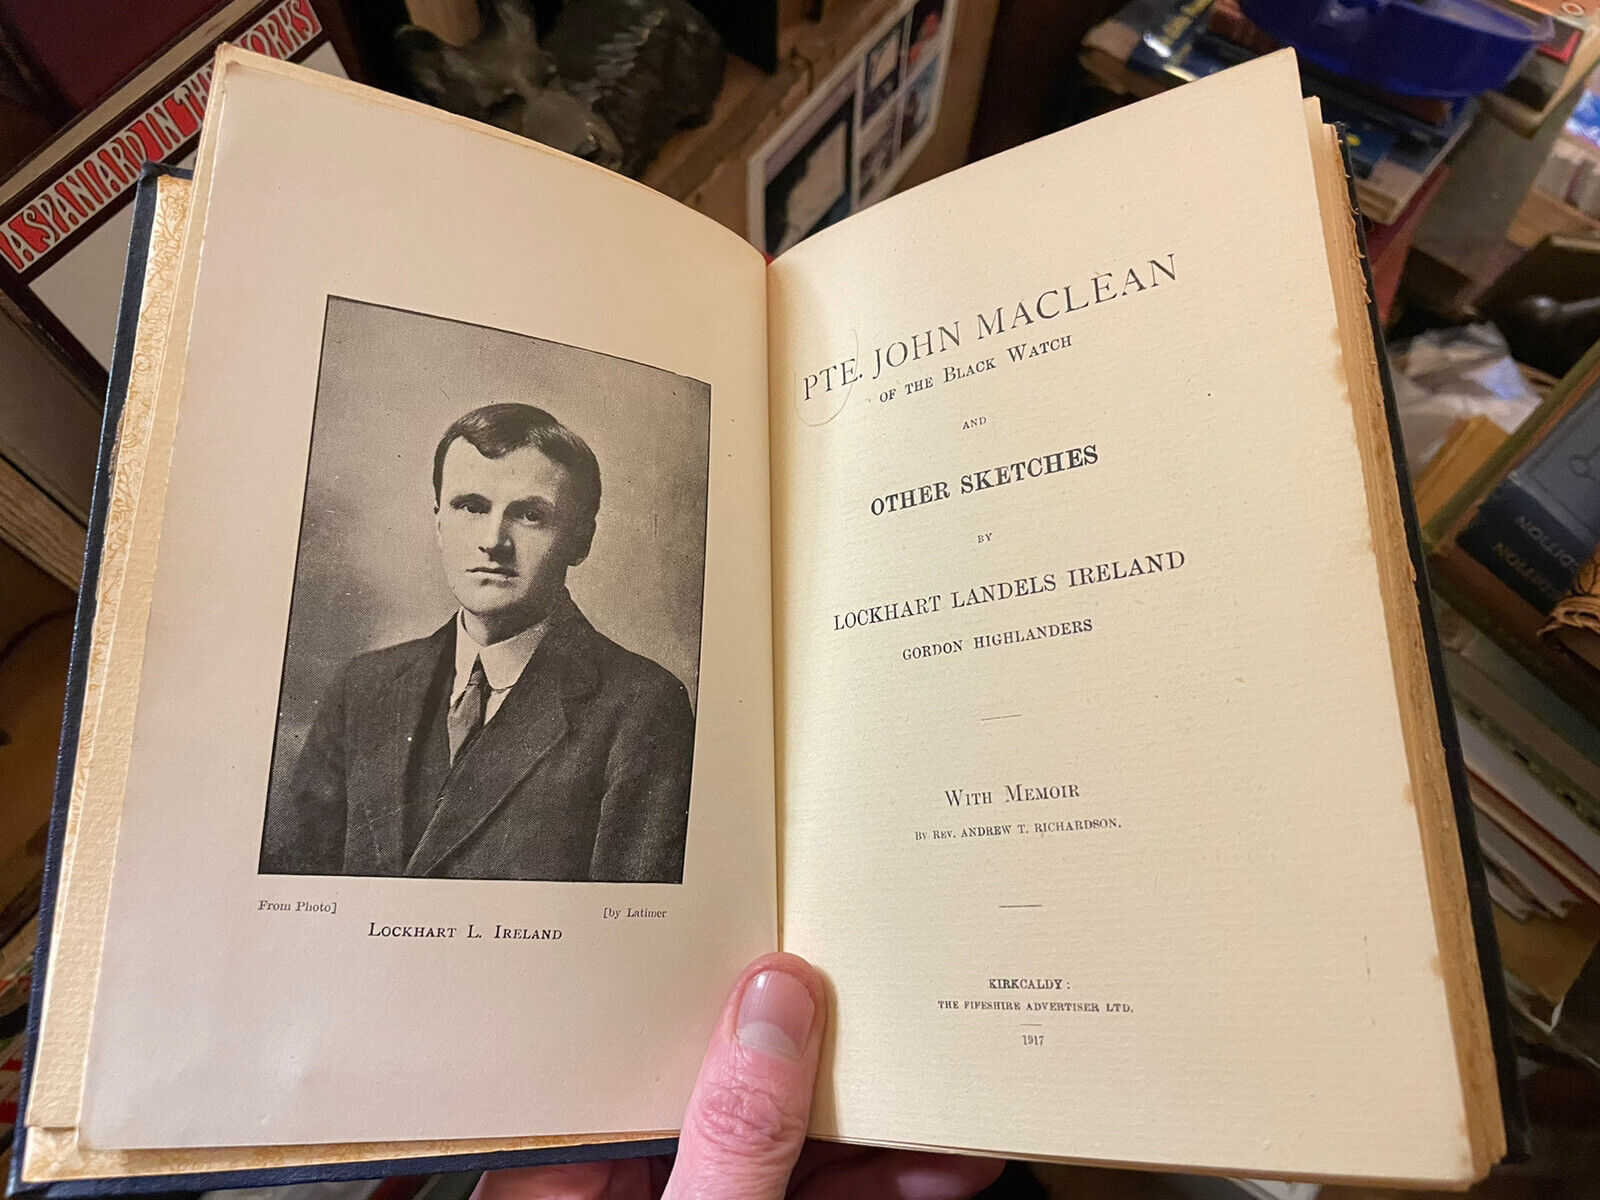 A SPANIARD IN THE WORKS
From Photo]
[by Latimer
LOCKHART L. IRELAND
PTE. JOHN MACLEAN
OF THE BLACK WATCH
AND
OTHER SKETCHES
BY
LOCKHART LANDELS IRELAND
GORDON HIGHLANDERS
WITH MEMOIR
BY REV. ANDREW T. RICHARDSON.
KIRKCALDY :
THE FIFESHIRE ADVERTISER LTD.
1917